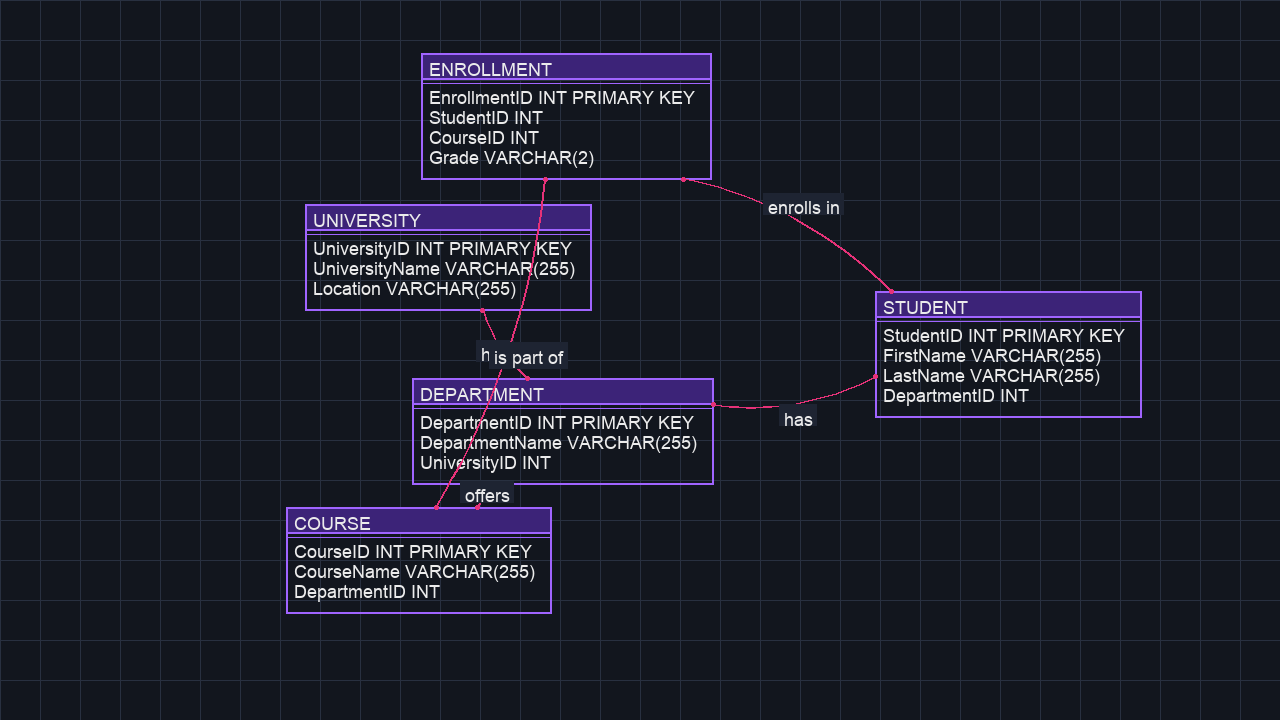 ENROLLMENT
EnrollmentID INT PRIMARY KEY
StudentID INT
CourseID INT
Grade VARCHAR(2)
enrolls in
UNIVERSITY
UniversityID INT PRIMARY KEY
UniversityName VARCHAR(255)
Location VARCHAR(255)
STUDENT
StudentID INT PRIMARY KEY
FirstName VARCHAR(255)
LastName VARCHAR(255)
DepartmentID INT
is part of
DEPARTMENT
DepartmentID INT PRIMARY KEY
DepartmentName VARCHAR(255)
UniversityID INT
has
offers
COURSE
CourseID INT PRIMARY KEY
CourseName VARCHAR(255)
DepartmentID INT